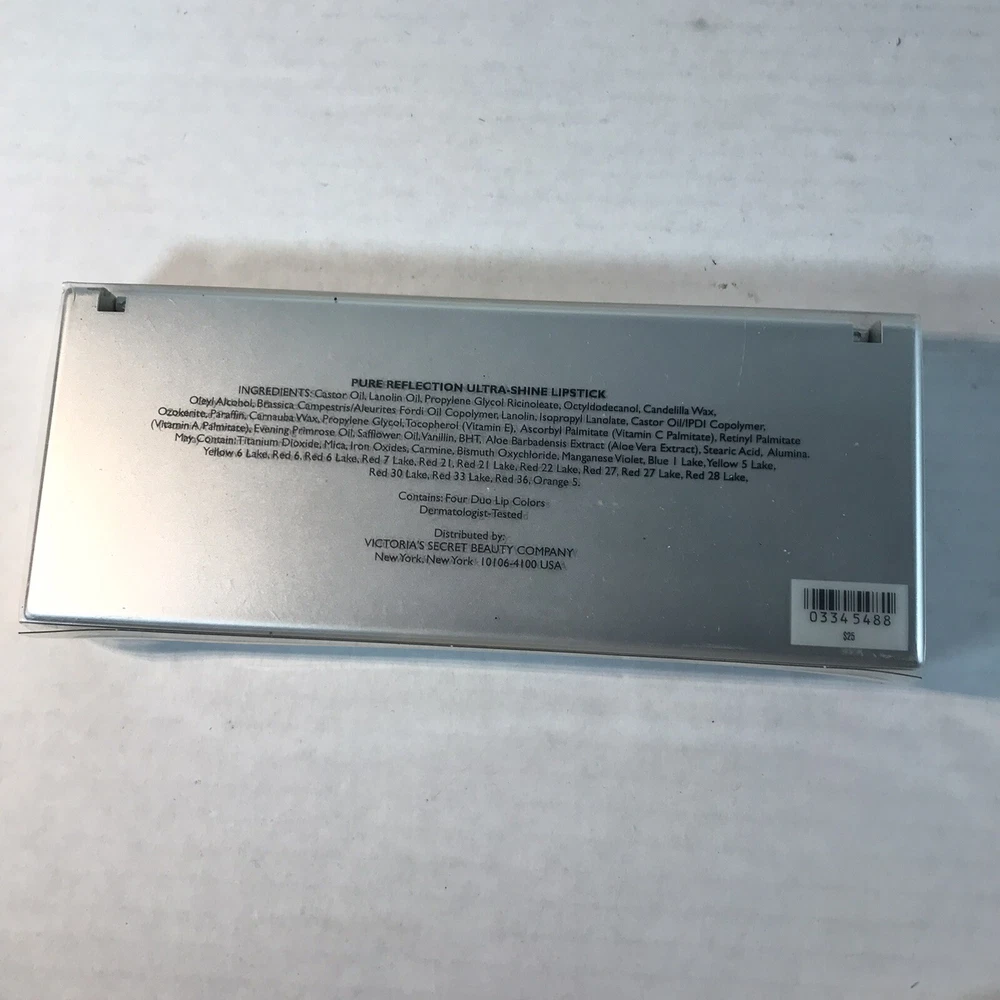 PURE REFLECTION ULTRA-SHINE LIPSTICK
INGREDIENTS: Castor Oil, Lanolin Oil, Propylene Glycol Ricinoleate, Octyldodecanol, Candelilla Wax,
Oleyl Alcohol, Brassica Campestris/Aleurites Fordi Oil Copolymer, Lanolin, Isopropyl Lanolate, Castor Oil/IPDI Copolymer,
Ozokerite, Paraffin, Carnauba Wax, Propylene Glycol, Tocopherol (Vitamin E), Ascorbyl Palmitate (Vitamin C Palmitate), Retinyl Palmitate
(Vitamin A Palmitate), Evening Primrose Oil, Safflower Oil, Vanillin, BHT, Aloe Barbadensis Extract (Aloe Vera Extract), Stearic Acid, Alumina.
May Contain: Titanium Dioxide, Mica, Iron Oxides, Carmine, Bismuth Oxychloride, Manganese Violet, Blue 1 Lake, Yellow 5 Lake,
Yellow 6 Lake, Red 6, Red 6 Lake, Red 7 Lake, Red 21, Red 21 Lake, Red 22 Lake, Red 27, Red 27 Lake, Red 28 Lake,
Red 30 Lake, Red 33 Lake, Red 36, Orange 5.
Contains: Four Duo Lip Colors
Dermatologist-Tested
Distributed by:
VICTORIA'S SECRET BEAUTY COMPANY
New York, New York 10106-4100 USA
03345488
$25